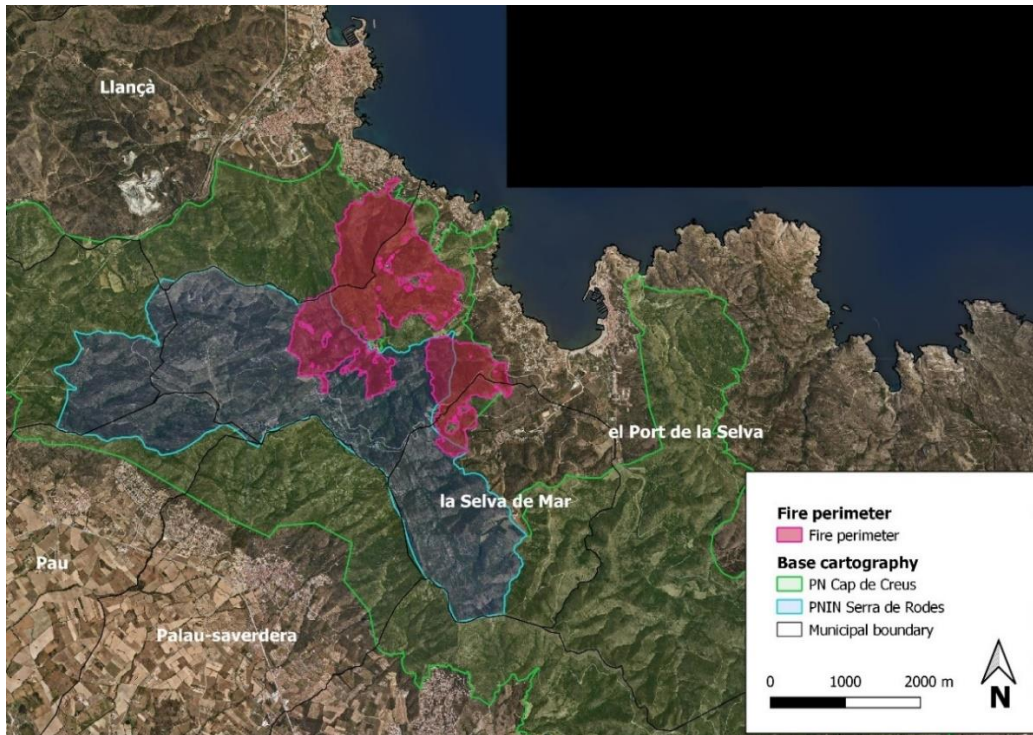 Llançà
el Port de la Selva
la Selva de Mar
Pau
Palau-saverdera
Fire perimeter
Fire perimeter
Base cartography
PN Cap de Creus
PNIN Serra de Rodes
Municipal boundary
0 1000 2000 m
N